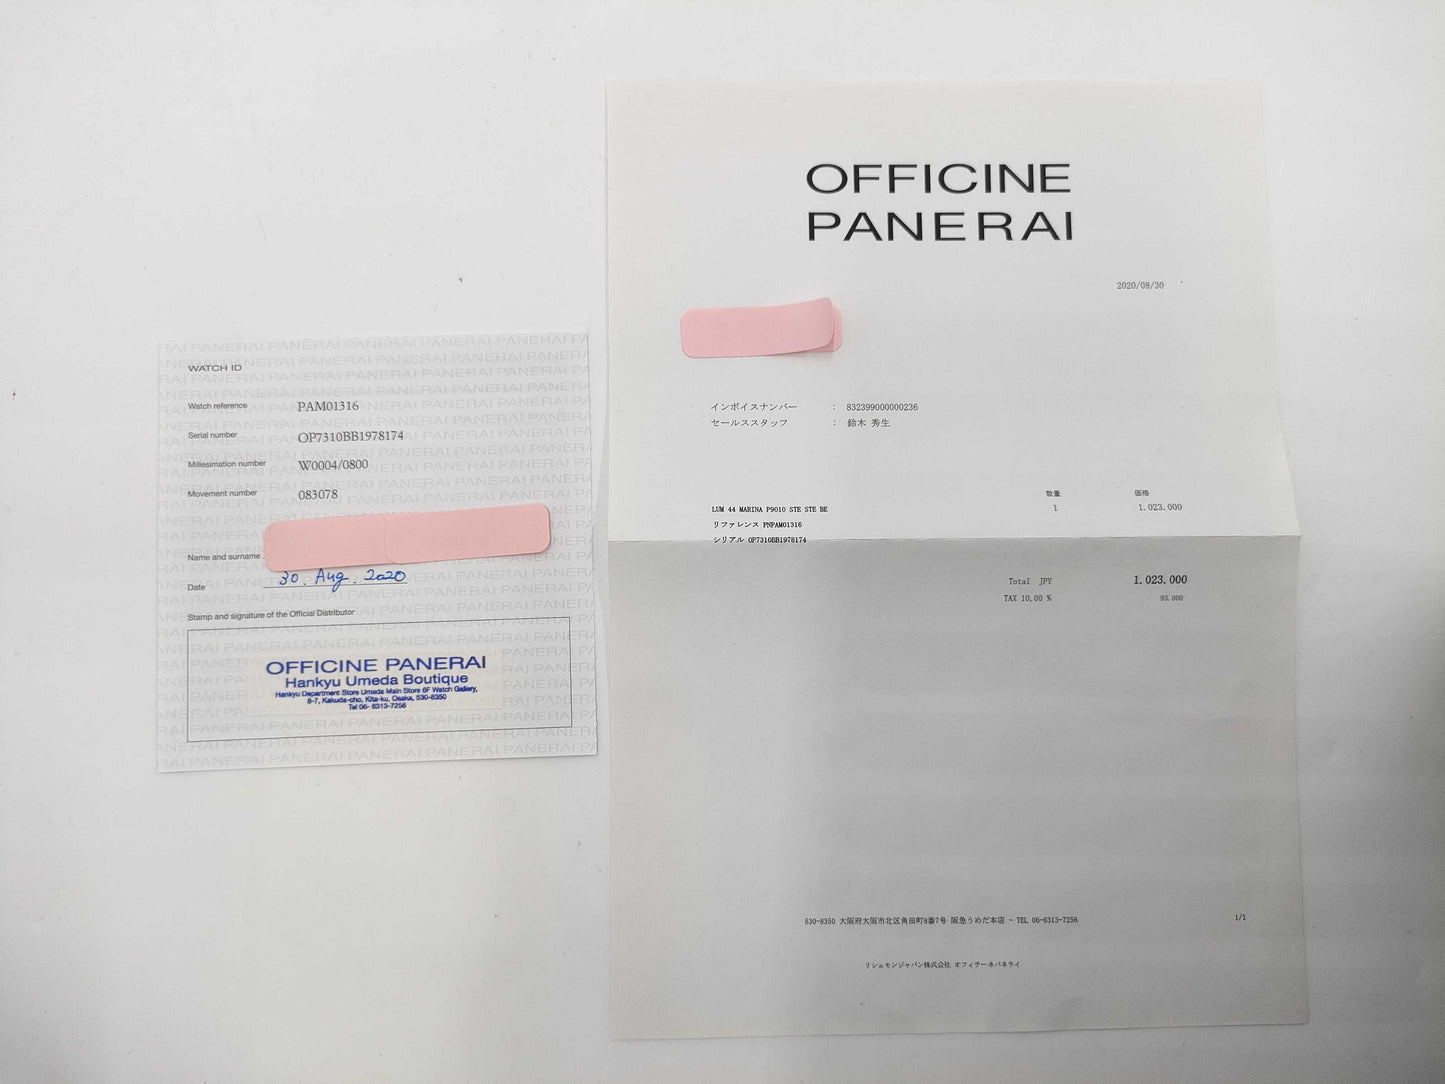 WATCH ID
Watch reference PAM01316
Serial number OP7310BB1978174
Millesimation number W0004/0800
Movement number 083078
Name and surname
Date 30. Aug. 2020
Stamp and signature of the Official Distributor
OFFICINE PANERAI
Hankyu Umeda Boutique
Hankyu Department Store Umeda Main Store 6F Watch Gallery,
8-7, Kakuda-cho, Kita-ku, Osaka, 530-8350
Tel 06- 6313-7256
OFFICINE
PANERAI
2020/08/30
インボイスナンバー : 832399000000236
セールススタッフ : 鈴木 秀生
数量 価格
LUM 44 MARINA P9010 STE STE BE 1 1.023.000
リファレンス PNPAM01316
シリアル OP7310BB1978174
Total JPY 1.023.000
TAX 10,00 % 93.000
530-8350 大阪府大阪市北区角田町8番7号 阪急うめだ本店 - TEL 06-6313-7256
1/1
リシュモンジャパン株式会社 オフィチーネパネライ